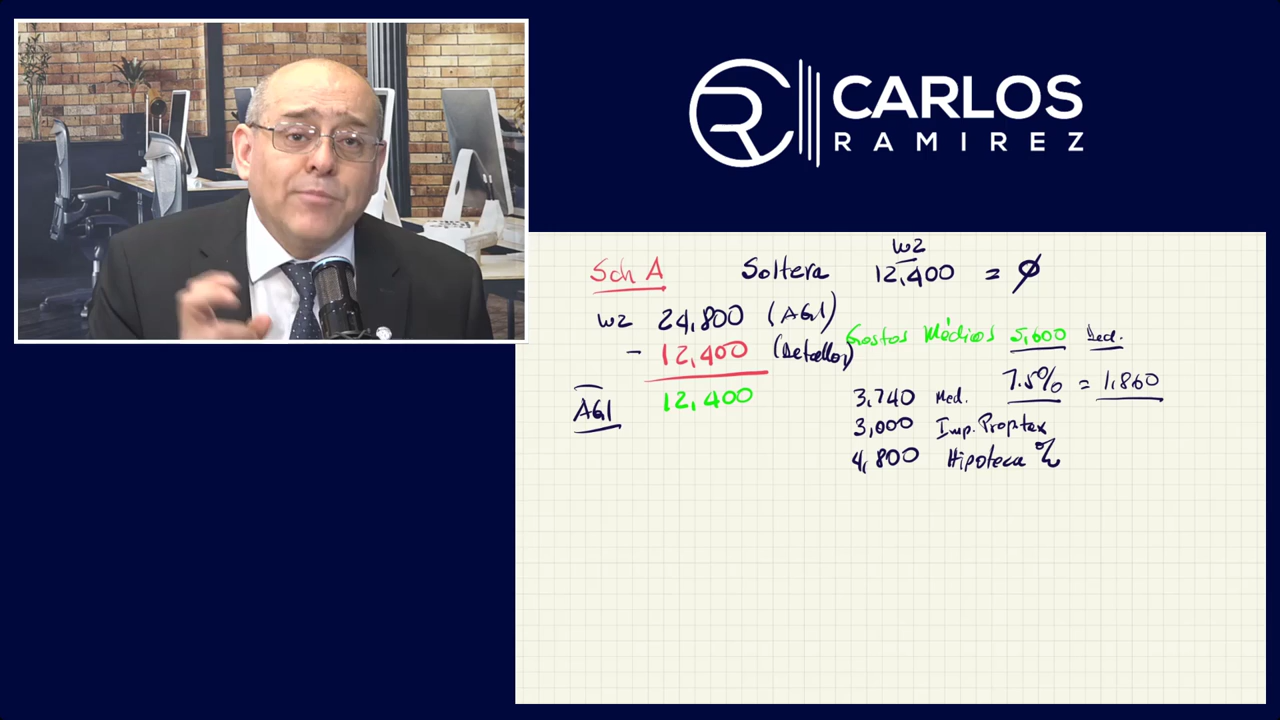 CARLOS
RAMIREZ
W2
Sch A Soltera 12,400 = ∅
W2 24,800 (AGI)
Gastos Médicos 5,600 Ded.
- 12,400 (Detallar)
7.5% = 1,860
AGI 12,400
3,740 Med.
3,000 Imp. Prop tax
4,800 Hipoteca %